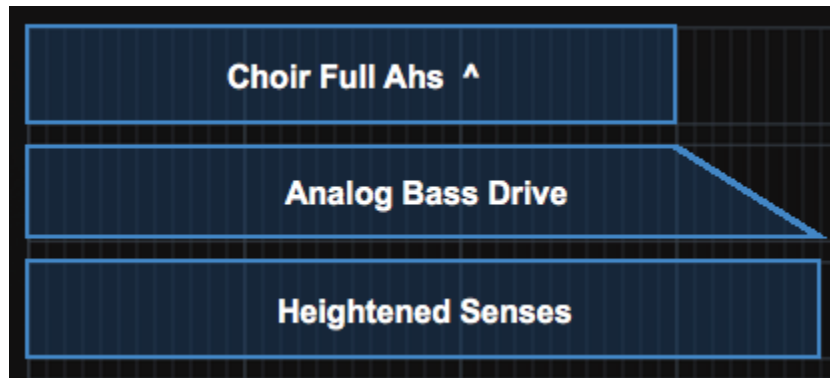 Choir Full Ahs ^
Analog Bass Drive
Heightened Senses